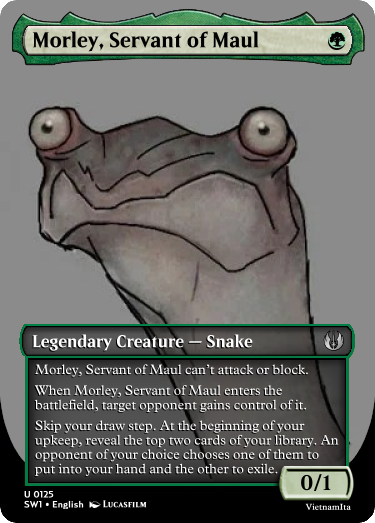 Morley, Servant of Maul
Legendary Creature — Snake
Morley, Servant of Maul can't attack or block.
When Morley, Servant of Maul enters the
battlefield, target opponent gains control of it.
Skip your draw step. At the beginning of your
upkeep, reveal the top two cards of your library. An
opponent of your choice chooses one of them to
put into your hand and the other to exile.
0/1
U 0125
SW1 • English LUCASFILM
VietnamIta